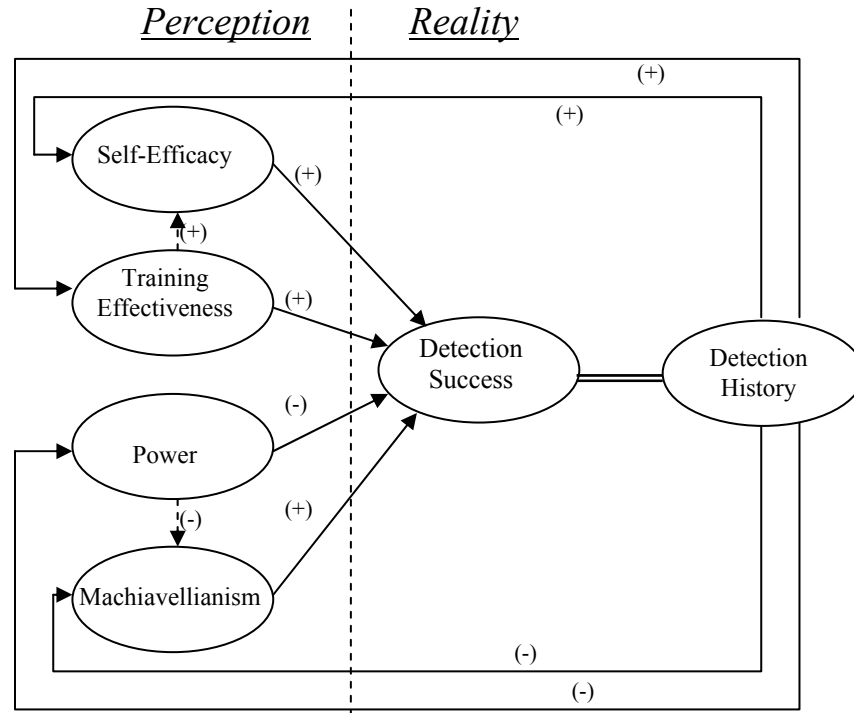 Perception
Reality
(+)
(+)
Self-Efficacy
(+)
(+)
Training
Effectiveness
(+)
Detection
Success
Detection
History
(-)
Power
(-)
(+)
Machiavellianism
(-)
(-)